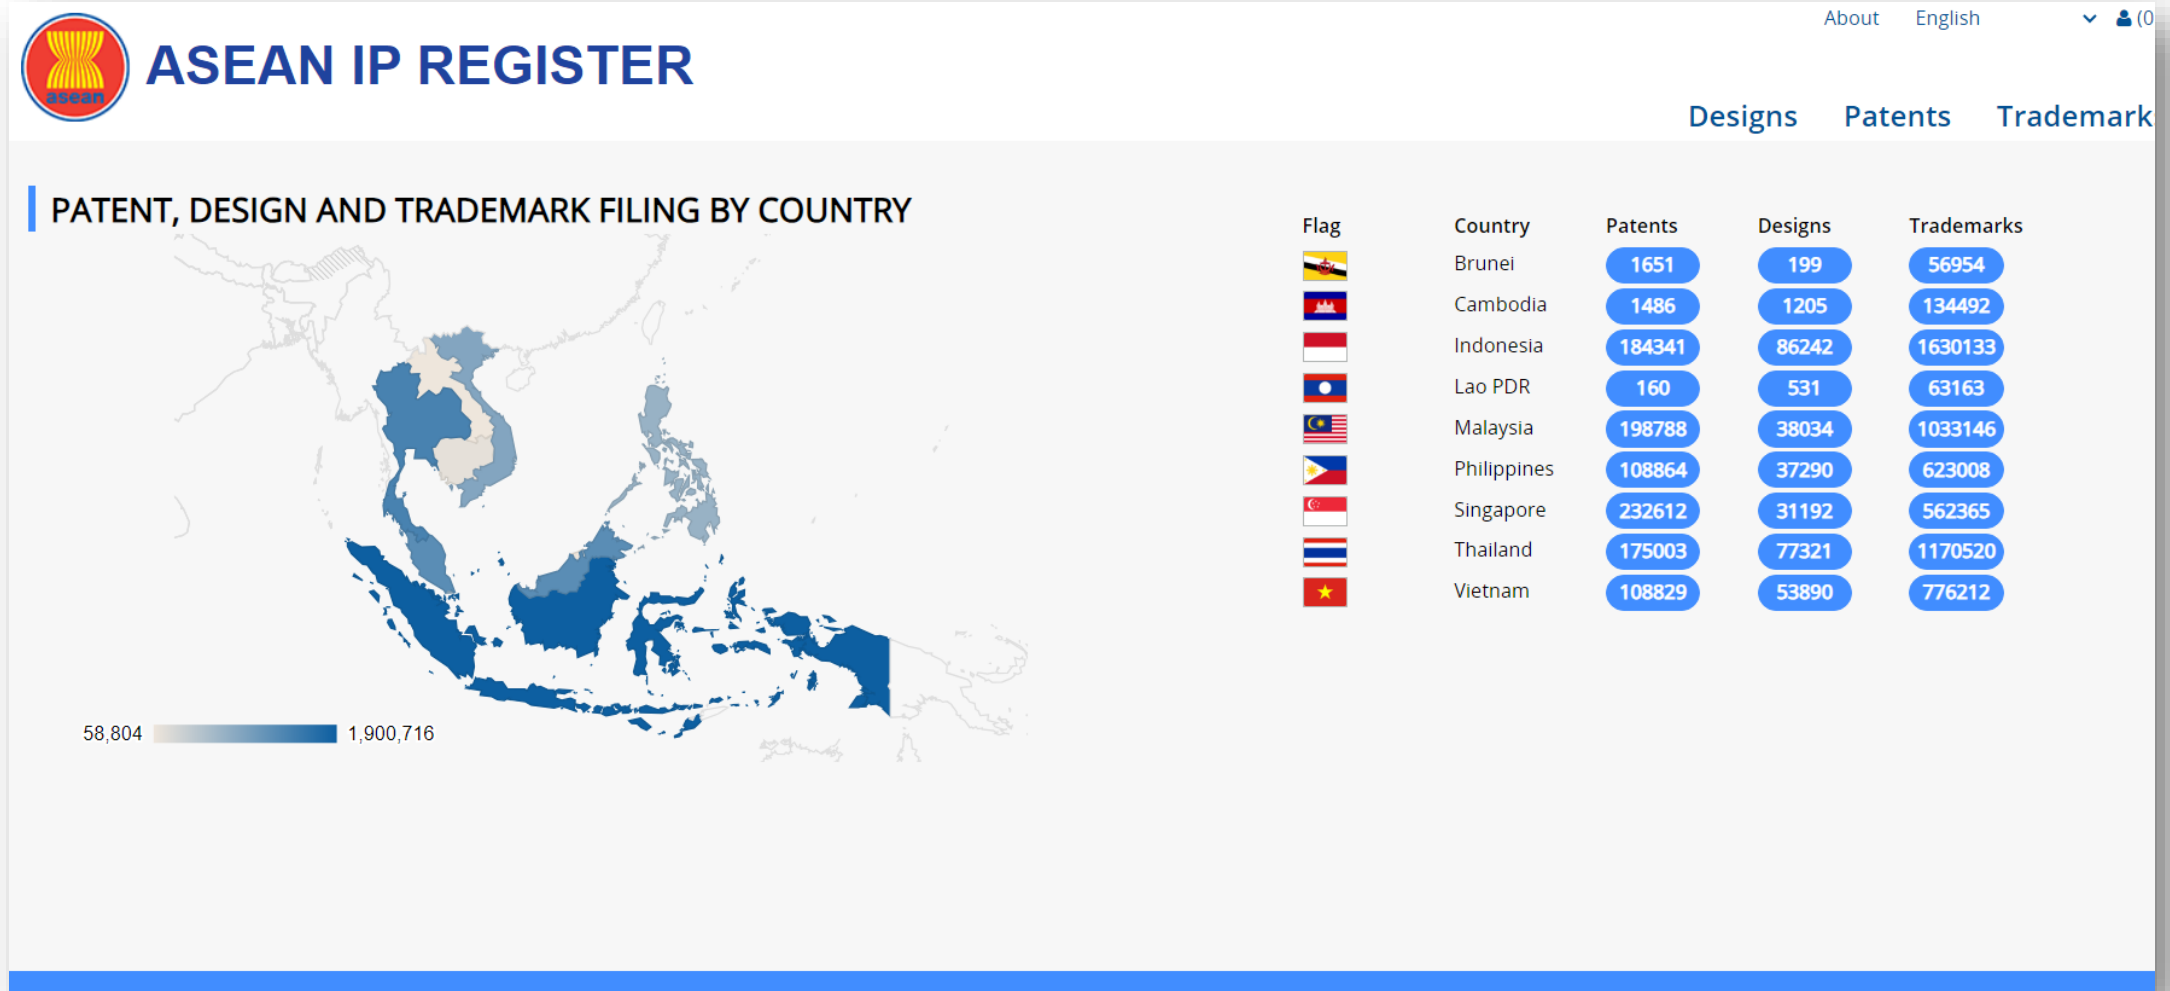 About English (0
asean
ASEAN IP REGISTER
Designs Patents Trademark
PATENT, DESIGN AND TRADEMARK FILING BY COUNTRY
58,804 1,900,716
Flag Country Patents Designs Trademarks
Brunei 1651 199 56954
Cambodia 1486 1205 134492
Indonesia 184341 86242 1630133
Lao PDR 160 531 63163
Malaysia 198788 38034 1033146
Philippines 108864 37290 623008
Singapore 232612 31192 562365
Thailand 175003 77321 1170520
Vietnam 108829 53890 776212